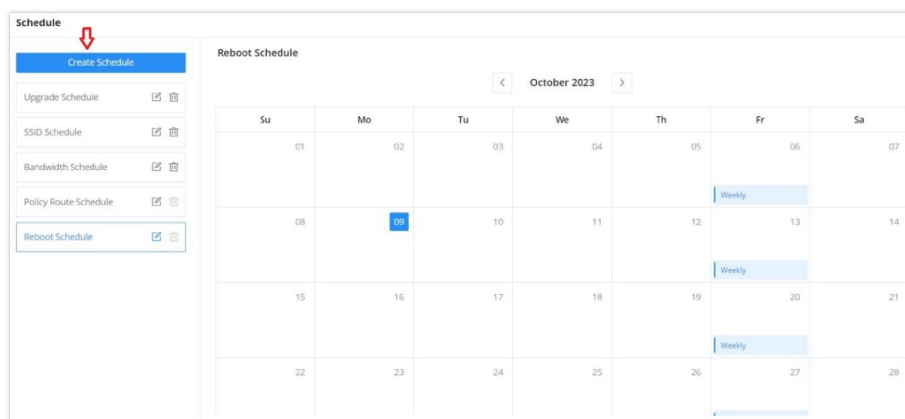 Schedule
Create Schedule
Upgrade Schedule
SSID Schedule
Bandwidth Schedule
Policy Route Schedule
Reboot Schedule
Reboot Schedule
< October 2023 >
Su Mo Tu We Th Fr Sa
01 02 03 04 05 06 07
Weekly
08 09 10 11 12 13 14
Weekly
15 16 17 18 19 20 21
Weekly
22 23 24 25 26 27 28